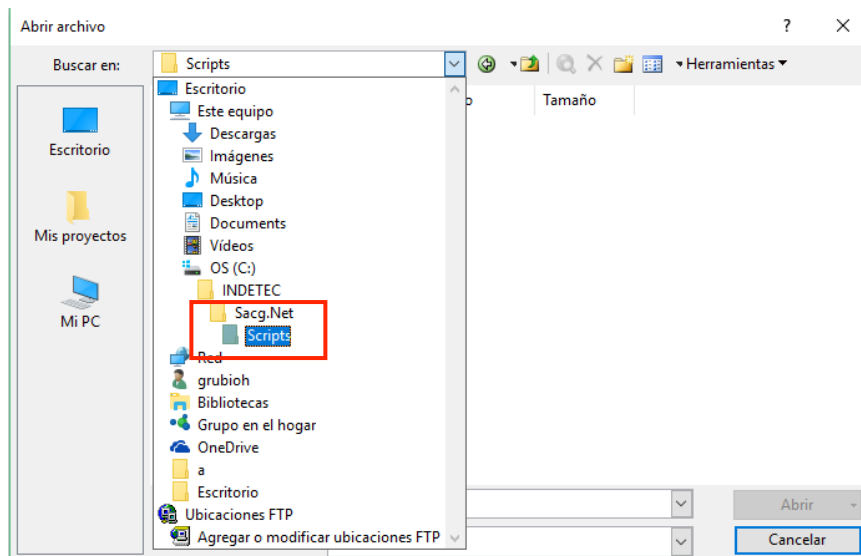 Abrir archivo
?
Buscar en:
Scripts
Herramientas
Escritorio
Este equipo
Descargas
Imágenes
Música
Desktop
Documents
Vídeos
OS (C:)
INDETEC
Sacg.Net
Scripts
Red
grubioh
Bibliotecas
Grupo en el hogar
OneDrive
a
Escritorio
Ubicaciones FTP
Agregar o modificar ubicaciones FTP
Tamaño
Escritorio
Mis proyectos
Mi PC
Abrir
Cancelar